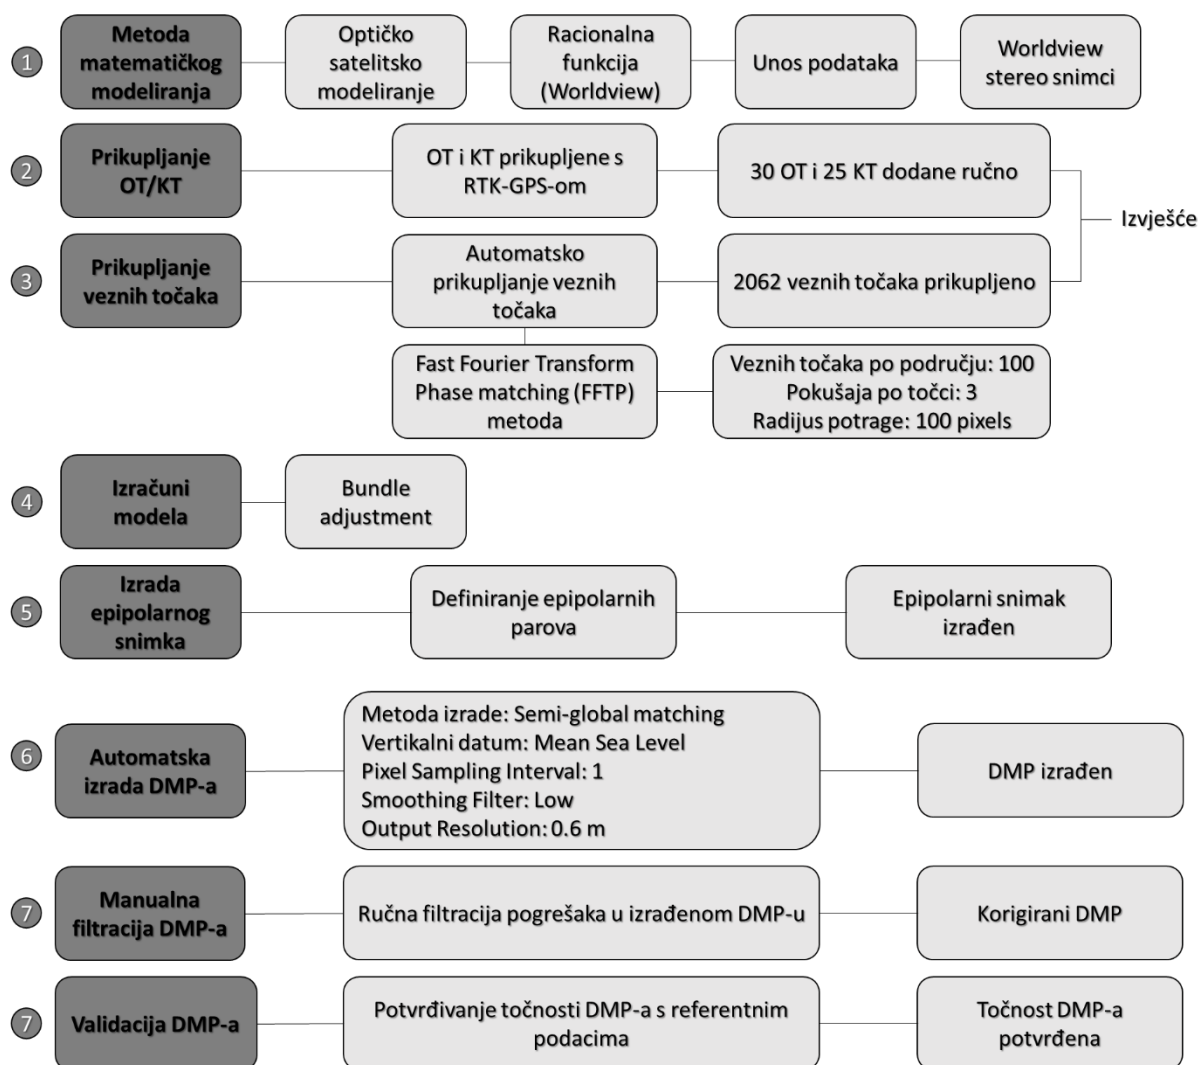 1
Metoda
matematičkog
modeliranja
Optičko
satelitsko
modeliranje
Racionalna
funkcija
(Worldview)
Unos podataka
Worldview
stereo snimci
2
Prikupljanje
OT/KT
OT i KT prikupljene s
RTK-GPS-om
30 OT i 25 KT dodane ručno
Izvješće
3
Prikupljanje
veznih točaka
Automatsko
prikupljanje veznih
točaka
2062 veznih točaka prikupljeno
Fast Fourier Transform
Phase matching (FFTP)
metoda
Veznih točaka po području: 100
Pokušaja po točci: 3
Radijus potrage: 100 pixels
4
Izračuni
modela
Bundle
adjustment
5
Izrada
epipolarnog
snimka
Definiranje epipolarnih
parova
Epipolarni snimak
izrađen
6
Automatska
izrada DMP-a
Metoda izrade: Semi-global matching
Vertikalni datum: Mean Sea Level
Pixel Sampling Interval: 1
Smoothing Filter: Low
Output Resolution: 0.6 m
DMP izrađen
7
Manualna
filtracija DMP-a
Ručna filtracija pogrešaka u izrađenom DMP-u
Korigirani DMP
7
Validacija DMP-a
Potvrđivanje točnosti DMP-a s referentnim
podacima
Točnost DMP-a
potvrđena